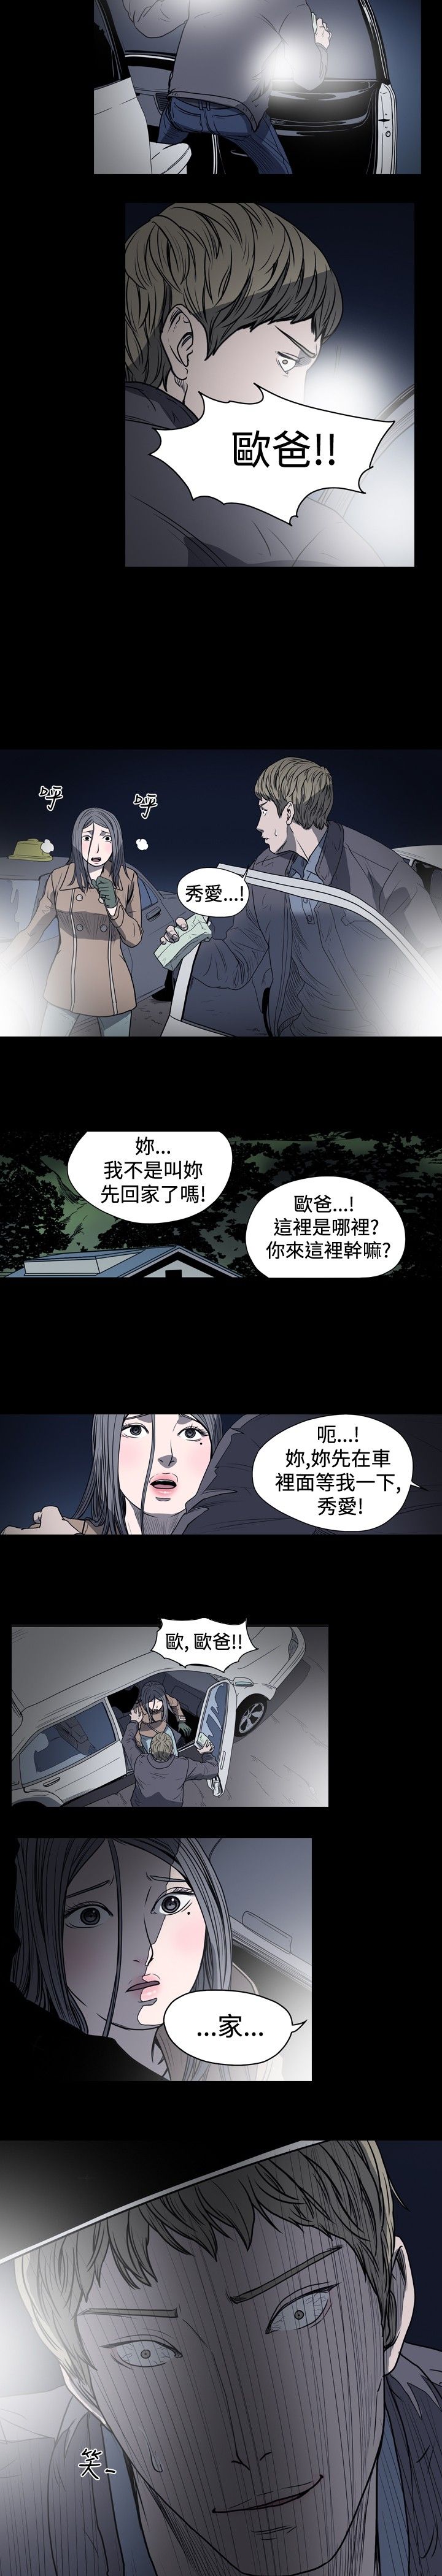 歐爸!!
呼
呼
秀愛...!
妳...
我不是叫妳
先回家了嗎!
歐爸...!
這裡是哪裡?
你來這裡幹嘛?
呃...!
妳,妳先在車
裡面等我一下,
秀愛!
歐, 歐爸!!
...家...
笑-